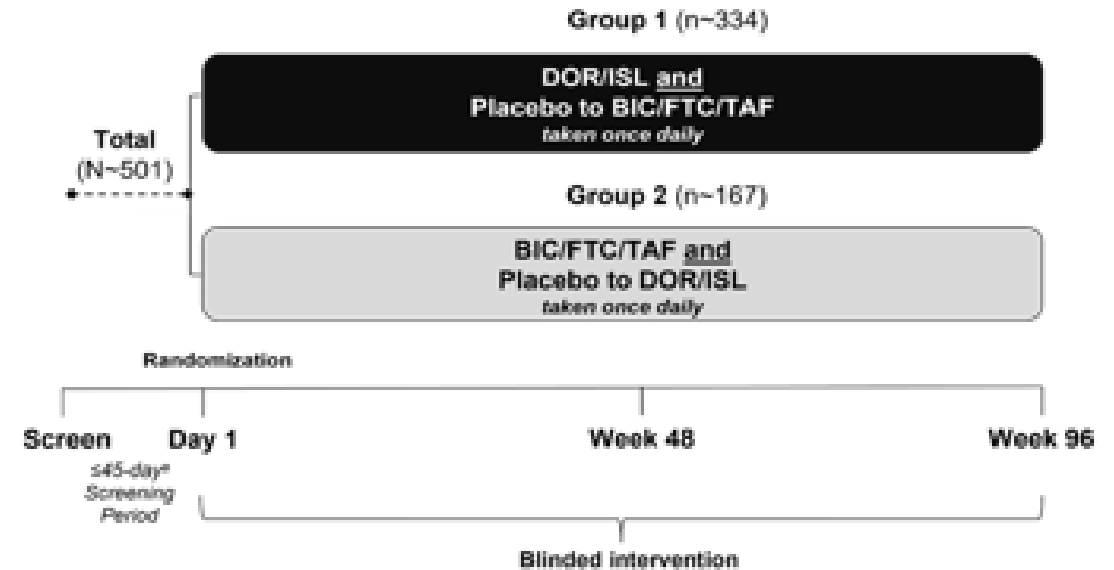 Group 1 (n~334)
DOR/ISL and
Placebo to BIC/FTC/TAF
taken once daily
Total
(N~501)
Group 2 (n~167)
BIC/FTC/TAF and
Placebo to DOR/ISL
taken once daily
Randomization
Screen
Day 1
Week 48
Week 96
≤45-dayᵃ
Screening
Period
Blinded intervention